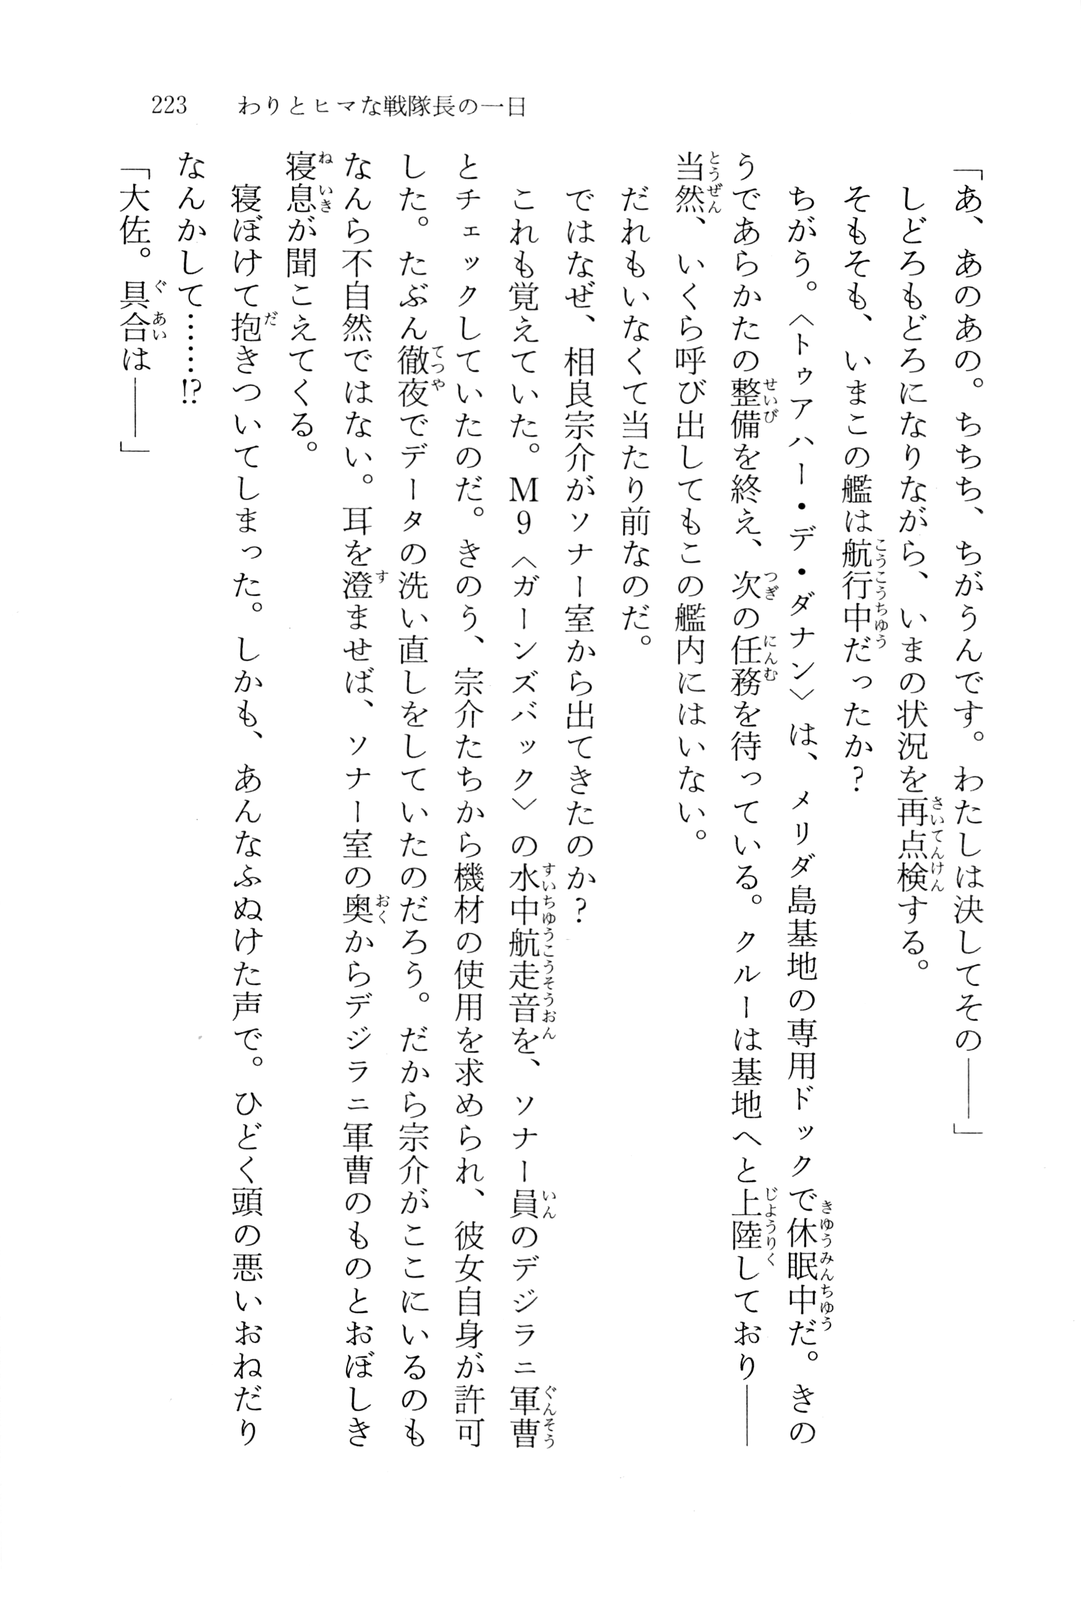 223　わりとヒマな戦隊長の一日
「あ、あのあの。ちちち、ちがうんです。わたしは決してその――」
しどろもどろになりながら、いまの状況を再点検する。
そもそも、いまこの艦は航行中だったか？
ちがう。〈トゥアハー・デ・ダナン〉は、メリダ島基地の専用ドックで休眠中だ。きの
うであらかたの整備を終え、次の任務を待っている。クルーは基地へと上陸しており――
当然、いくら呼び出してもこの艦内にはいない。
だれもいなくて当たり前なのだ。
ではなぜ、相良宗介がソナー室から出てきたのか？
これも覚えていた。Ｍ９〈ガーンズバック〉の水中航走音を、ソナー員のデジラニ軍曹
とチェックしていたのだ。きのう、宗介たちから機材の使用を求められ、彼女自身が許可
した。たぶん徹夜でデータの洗い直しをしていたのだろう。だから宗介がここにいるのも
なんら不自然ではない。耳を澄ませば、ソナー室の奥からデジラニ軍曹のものとおぼしき
寝息が聞こえてくる。
寝ぼけて抱きついてしまった。しかも、あんなふぬけた声で。ひどく頭の悪いおねだり
なんかして……!?
「大佐。具合は――」